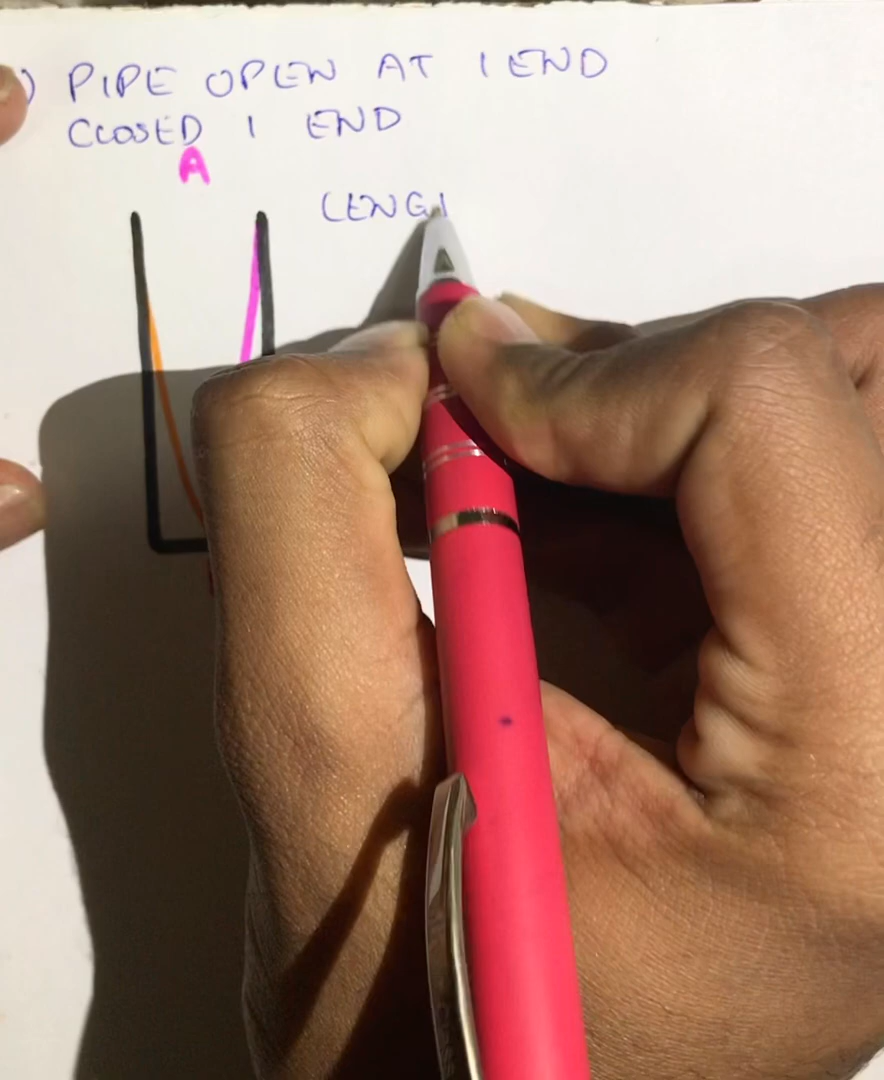 ) PIPE OPEN AT 1 END
CLOSED 1 END
A
LENG